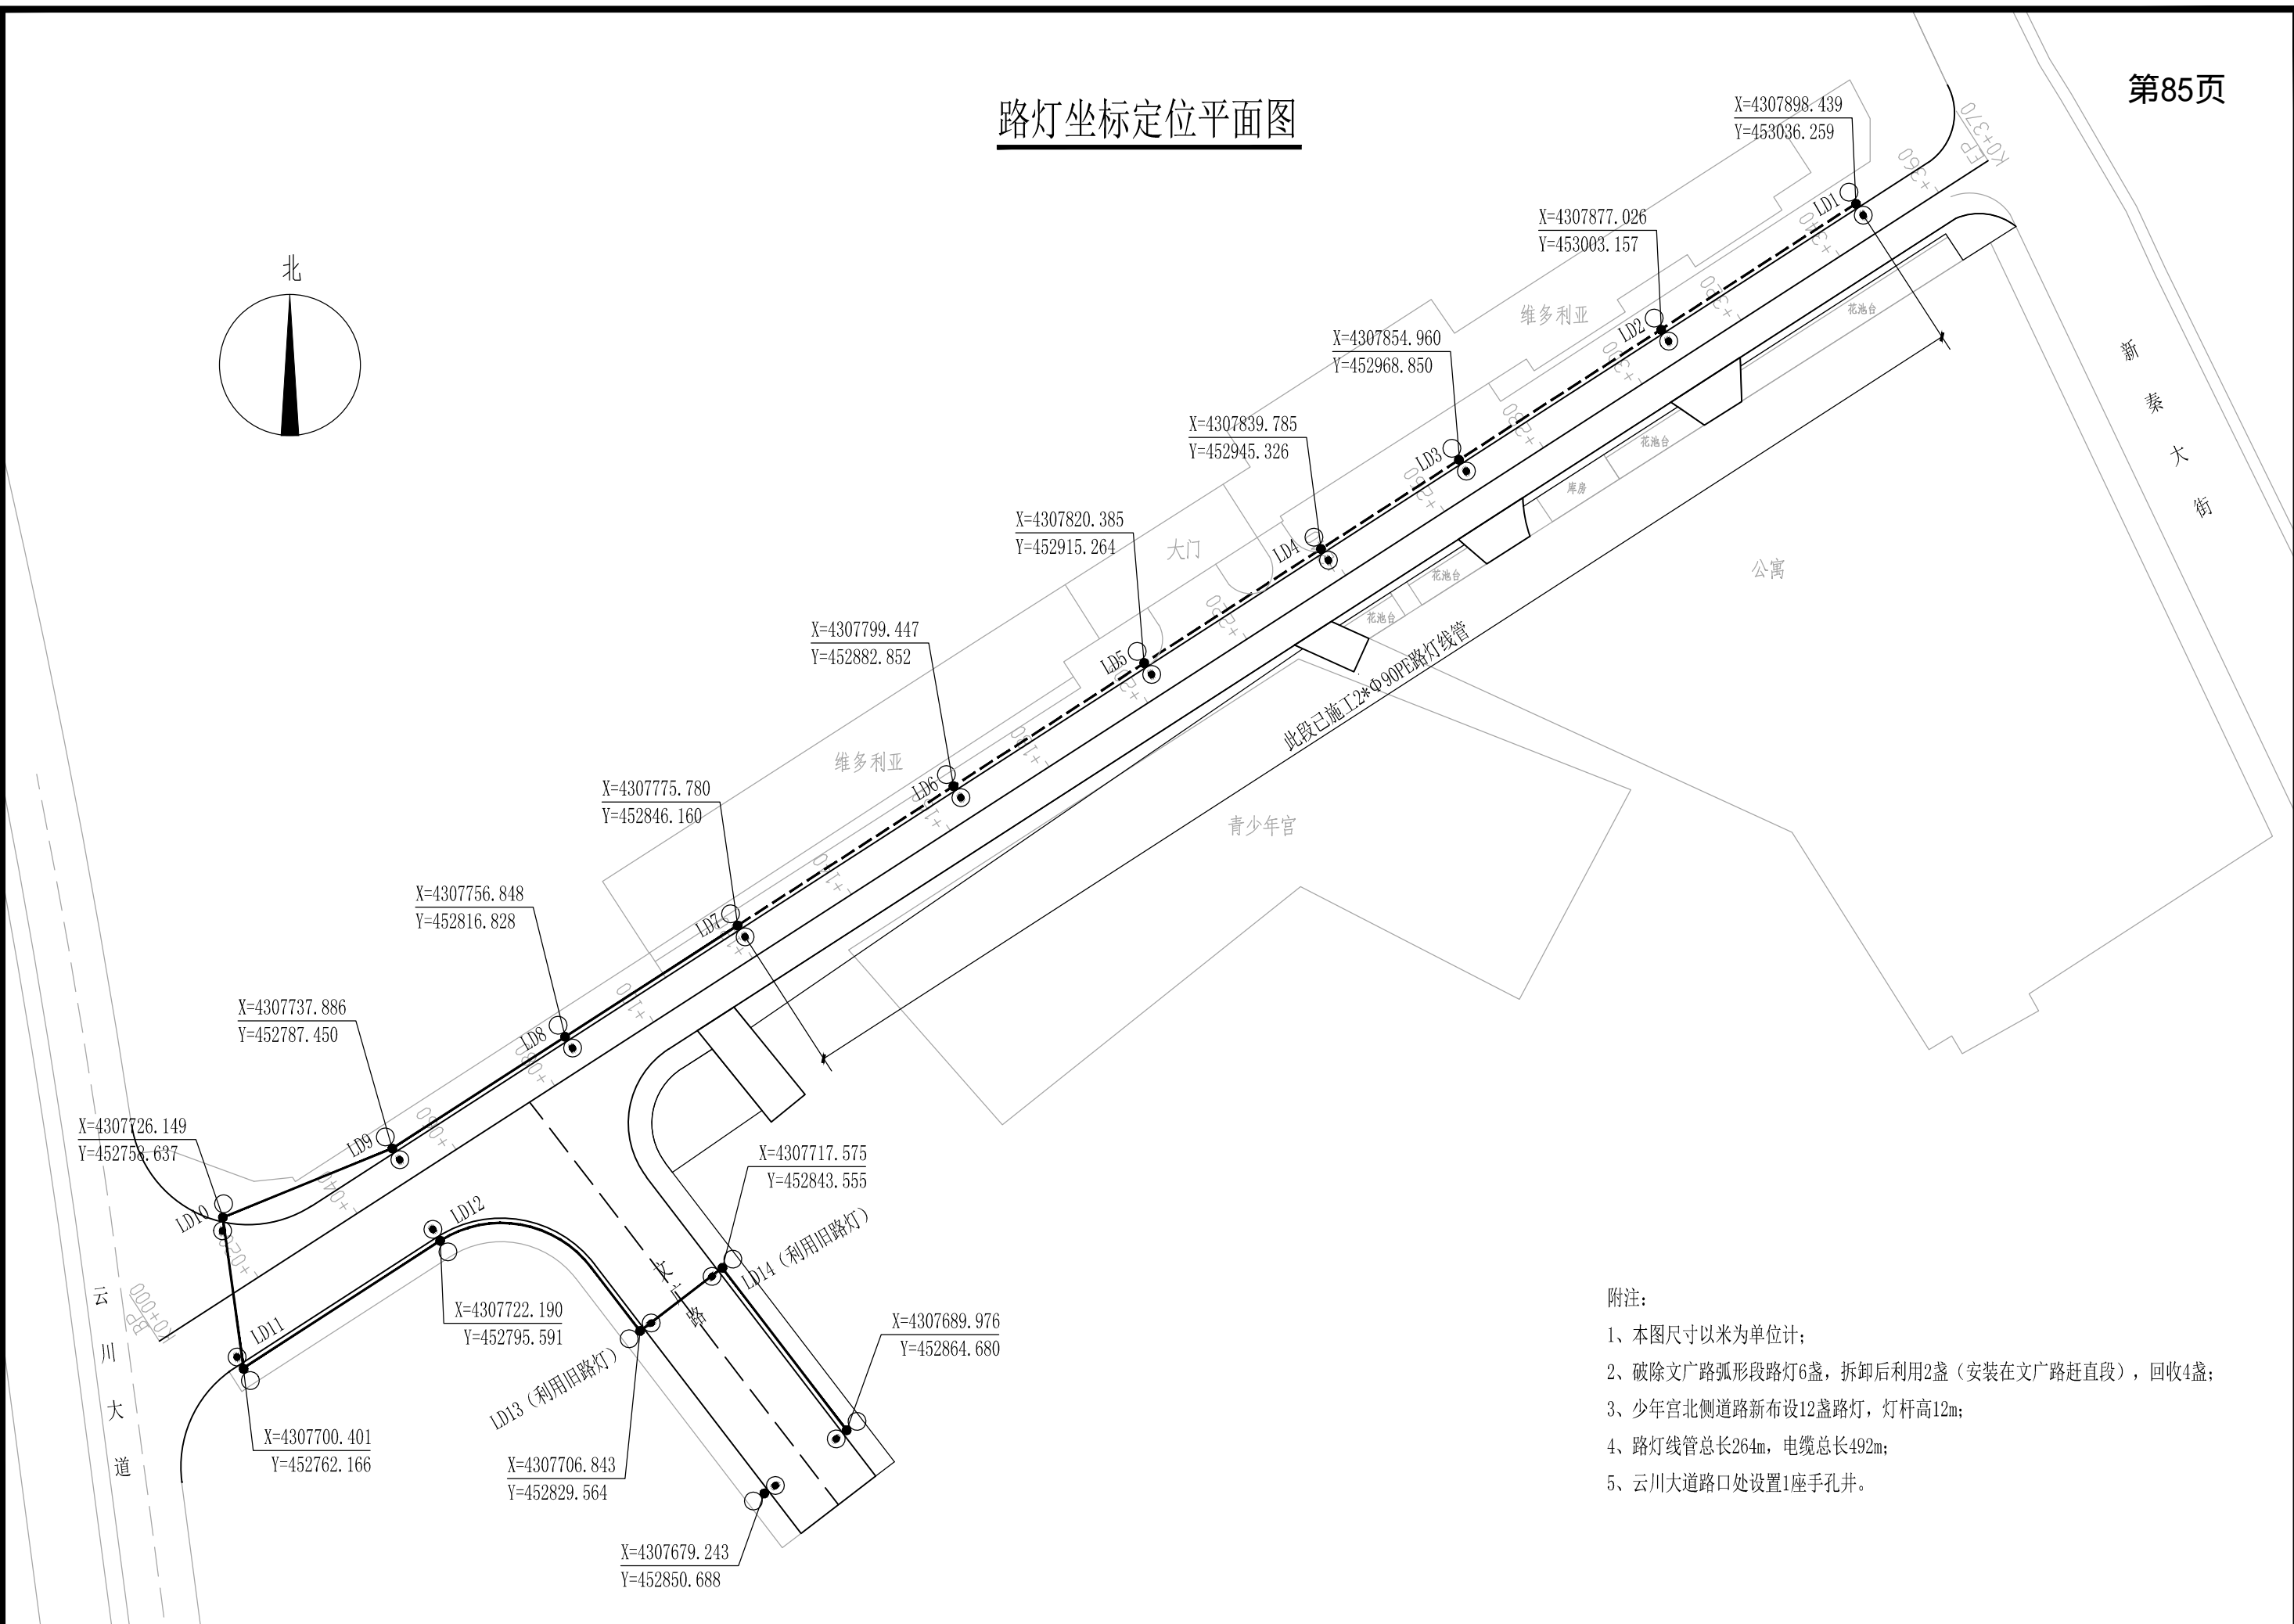 第85页
路灯坐标定位平面图
北
X=4307898.439
Y=453036.259
LD1
X=4307877.026
Y=453003.157
LD2
X=4307854.960
Y=452968.850
LD3
X=4307839.785
Y=452945.326
LD4
X=4307820.385
Y=452915.264
LD5
X=4307799.447
Y=452882.852
LD6
X=4307775.780
Y=452846.160
LD7
X=4307756.848
Y=452816.828
LD8
X=4307737.886
Y=452787.450
LD9
X=4307726.149
Y=452758.637
LD10
LD11
X=4307700.401
Y=452762.166
LD12
X=4307722.190
Y=452795.591
LD13（利用旧路灯）
X=4307706.843
Y=452829.564
X=4307717.575
Y=452843.555
LD14（利用旧路灯）
X=4307689.976
Y=452864.680
X=4307679.243
Y=452850.688
K0+370
EP
+360
+340
+320
维多利亚
大门
维多利亚
花池台
花池台
库房
花池台
花池台
公寓
青少年宫
此段已施工2*Φ90PE路灯线管
新秦大街
云川大道
文广路
BP
K0+000
附注：
1、本图尺寸以米为单位计；
2、破除文广路弧形段路灯6盏，拆卸后利用2盏（安装在文广路赶直段），回收4盏；
3、少年宫北侧道路新布设12盏路灯，灯杆高12m；
4、路灯线管总长264m，电缆总长492m；
5、云川大道路口处设置1座手孔井。